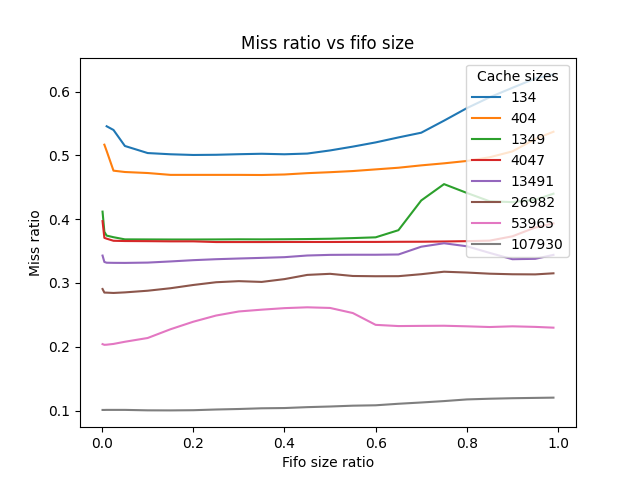 Miss ratio vs fifo size
Cache sizes
134
404
1349
4047
13491
26982
53965
107930
Miss ratio
0.6
0.5
0.4
0.3
0.2
0.1
0.0 0.2 0.4 0.6 0.8 1.0
Fifo size ratio